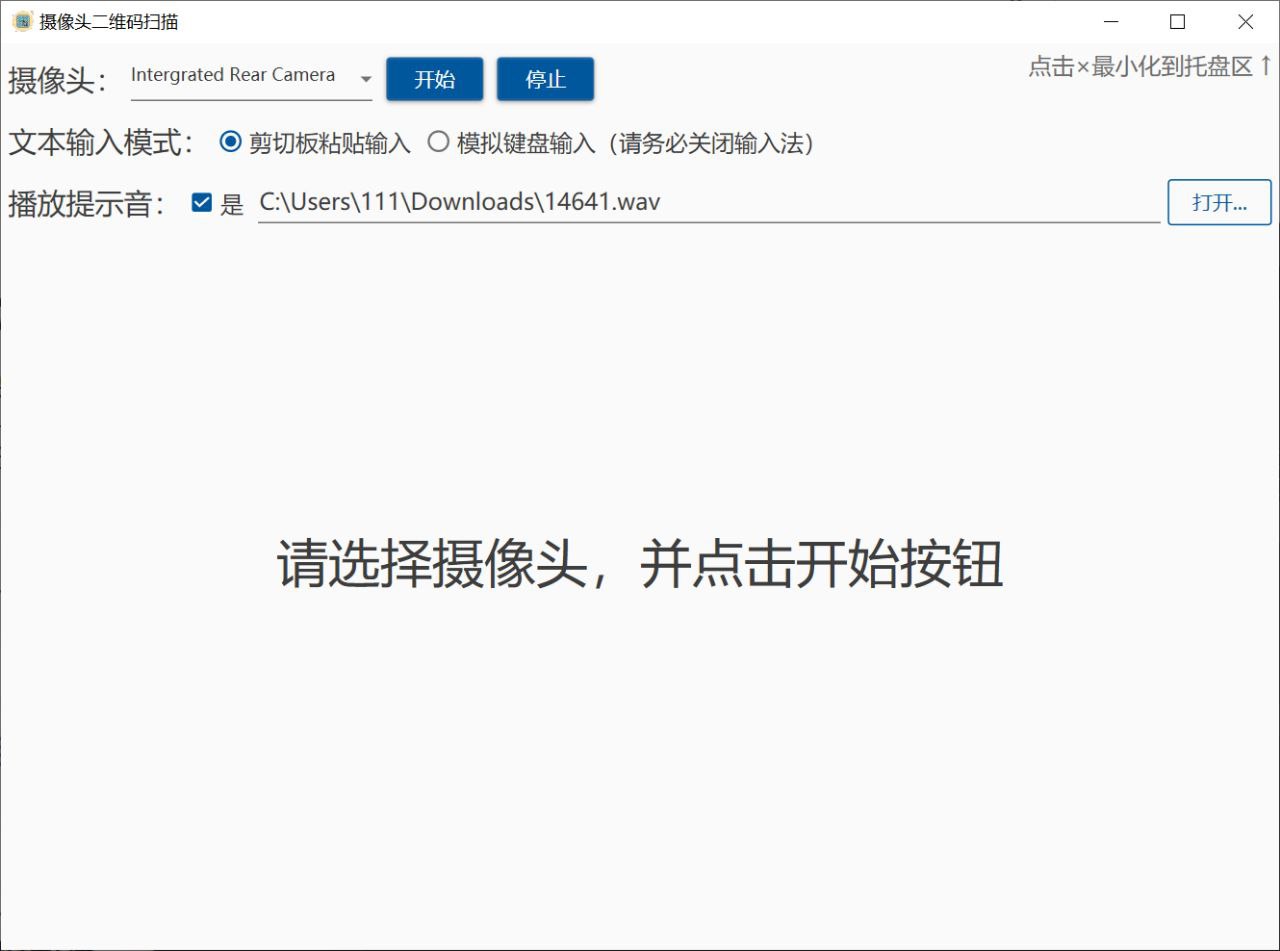 摄像头二维码扫描
摄像头： Intergrated Rear Camera 开始 停止 点击×最小化到托盘区↑
文本输入模式： 剪切板粘贴输入 模拟键盘输入（请务必关闭输入法）
播放提示音： 是 C:\Users\111\Downloads\14641.wav 打开...
请选择摄像头，并点击开始按钮